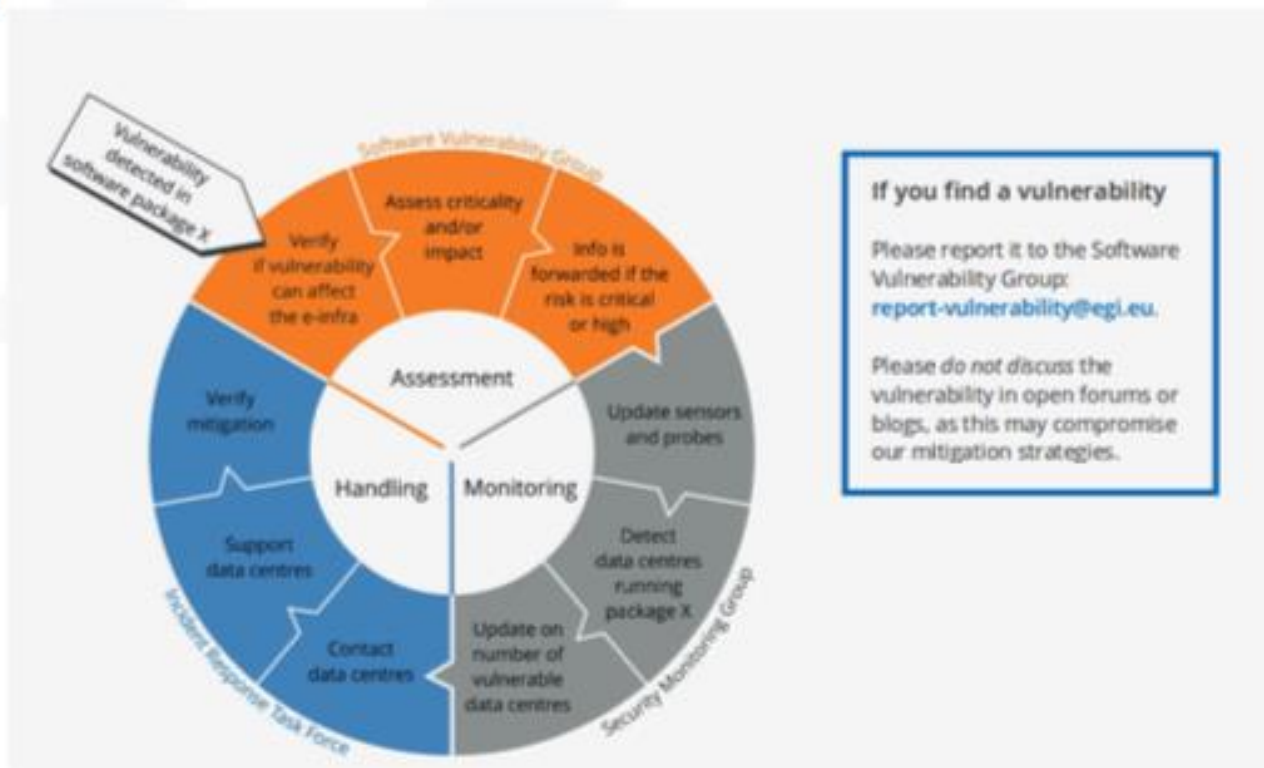 Vulnerability
detected in
software package X
Software Vulnerability Group
Verify
if vulnerability
can affect
the e-infra
Assess criticality
and/or
impact
Info is
forwarded if the
risk is critical
or high
Assessment
Update sensors
and probes
Detect
data centres
running
package X
Update on
number of
vulnerable
data centres
Monitoring
Security Monitoring Group
Contact
data centres
Support
data centres
Verify
mitigation
Handling
Incident Response Task Force
If you find a vulnerability
Please report it to the Software
Vulnerability Group:
report-vulnerability@egi.eu.
Please do not discuss the
vulnerability in open forums or
blogs, as this may compromise
our mitigation strategies.